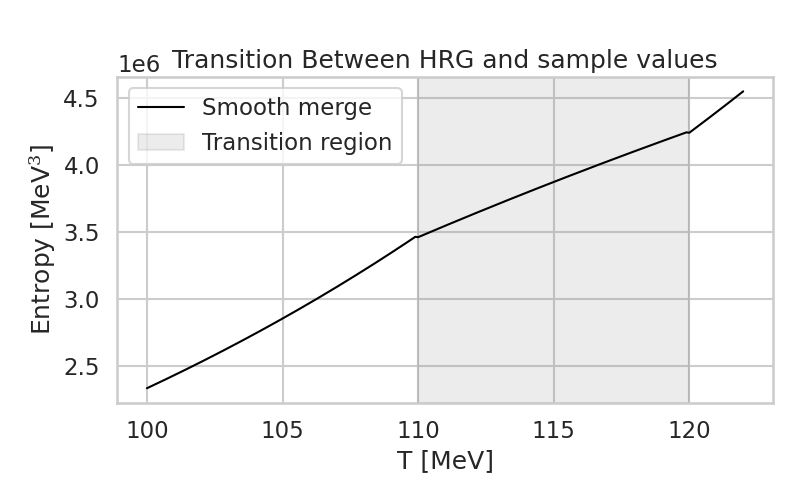 1e6
Transition Between HRG and sample values
Smooth merge
Transition region
Entropy [MeV³]
4.5
4.0
3.5
3.0
2.5
100 105 110 115 120
T [MeV]